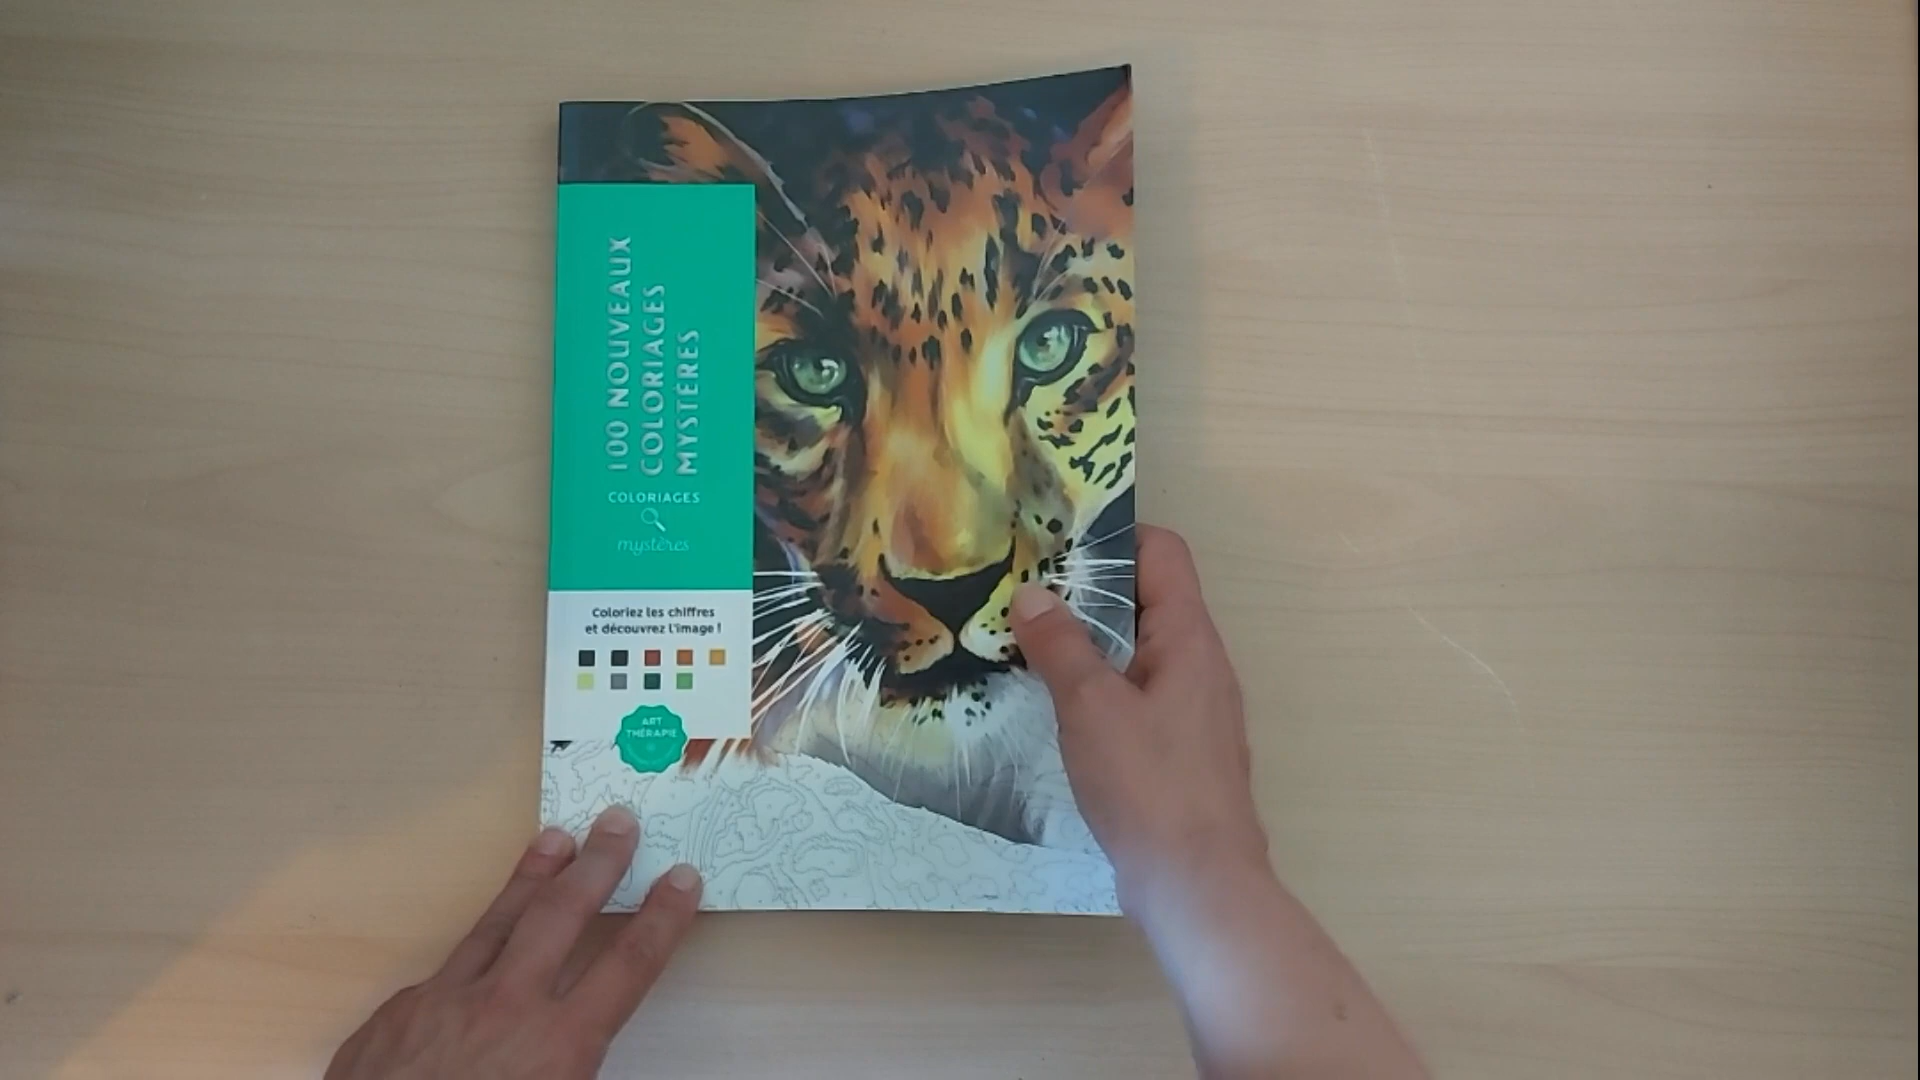 100 NOUVEAUX
COLORIAGES
MYSTÈRES
COLORIAGES
mystères
Coloriez les chiffres
et découvrez l'image !
ART
THÉRAPIE